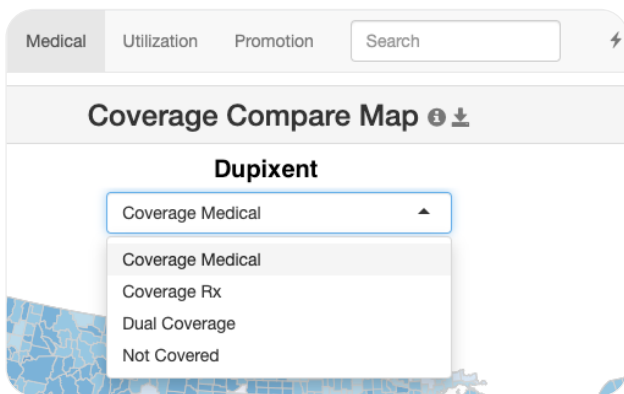 Medical Utilization Promotion Search
Coverage Compare Map
Dupixent
Coverage Medical
Coverage Medical
Coverage Rx
Dual Coverage
Not Covered